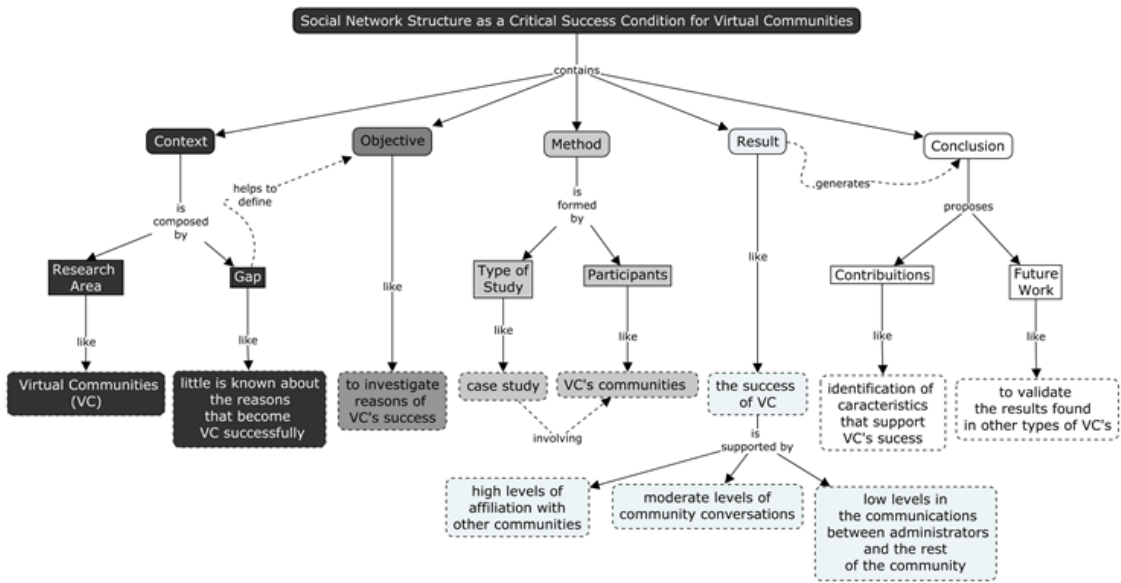 Social Network Structure as a Critical Success Condition for Virtual Communities
contains
Context
Objective
Method
Result
Conclusion
helps to
define
generates
is
composed
by
is
formed
by
proposes
Research
Area
Gap
like
Type of
Study
Participants
like
Contribuitions
Future
Work
like
like
like
like
like
like
Virtual Communities
(VC)
little is known about
the reasons
that become
VC successfully
to investigate
reasons of
VC's success
case study
VC's communities
the success
of VC
identification of
caracteristics
that support
VC's sucess
to validate
the results found
in other types of VC's
involving
is
supported by
high levels of
affiliation with
other communities
moderate levels of
community conversations
low levels in
the communications
between administrators
and the rest
of the community